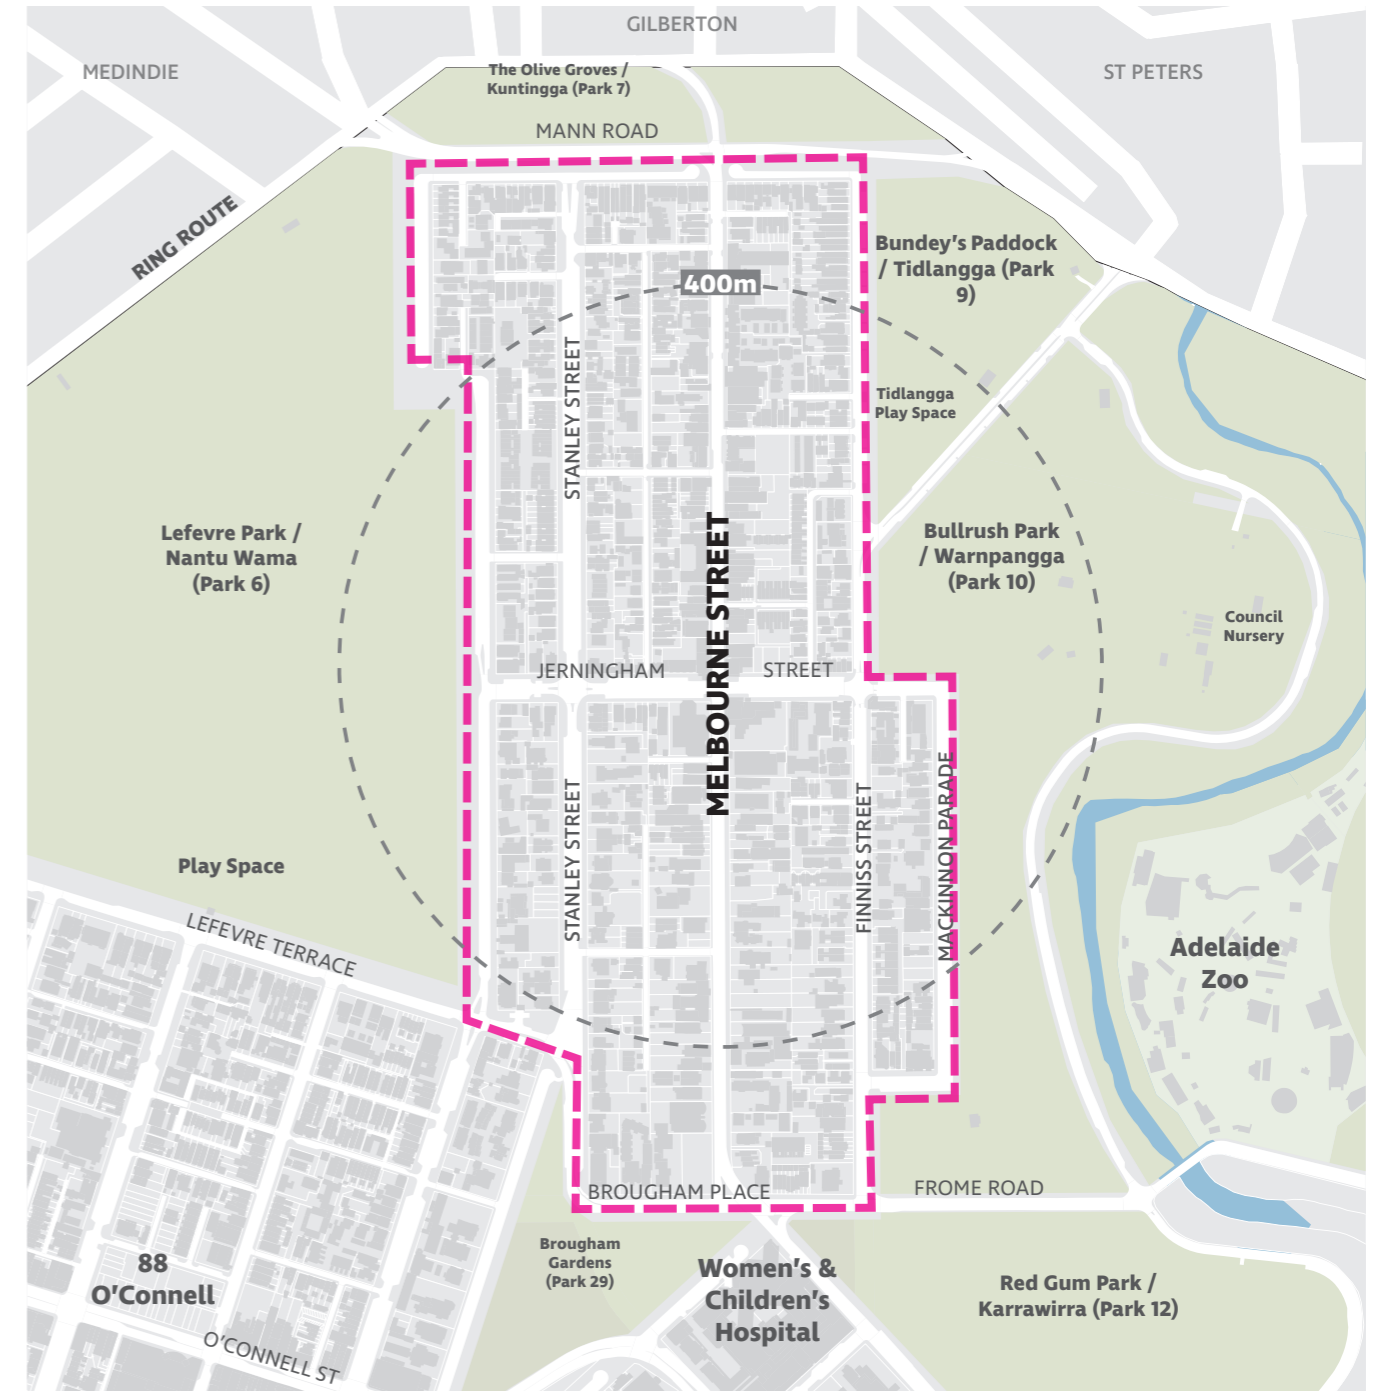 GILBERTON
MEDINDIE
The Olive Groves /
Kuntingga (Park 7)
ST PETERS
MANN ROAD
RING ROUTE
Bundey’s Paddock
/ Tidlangga (Park
9)
400m
STANLEY STREET
Tidlangga
Play Space
Lefevre Park /
Nantu Wama
(Park 6)
MELBOURNE STREET
Bullrush Park
/ Warnpangga
(Park 10)
Council
Nursery
JERNINGHAM STREET
STANLEY STREET
FINNISS STREET
MACKINNON PARADE
Play Space
LEFEVRE TERRACE
Adelaide
Zoo
BROUGHAM PLACE
FROME ROAD
88
O’Connell
Brougham
Gardens
(Park 29)
Women’s &
Children’s
Hospital
Red Gum Park /
Karrawirra (Park 12)
O’CONNELL ST